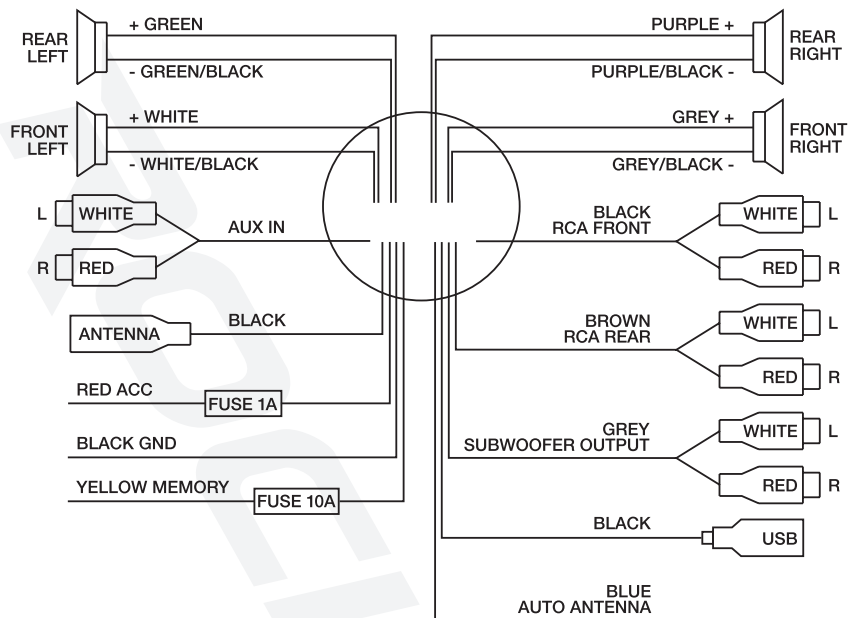 + GREEN
REAR
LEFT
- GREEN/BLACK
PURPLE +
REAR
RIGHT
PURPLE/BLACK -
+ WHITE
FRONT
LEFT
- WHITE/BLACK
GREY +
FRONT
RIGHT
GREY/BLACK -
L WHITE
AUX IN
R RED
BLACK
RCA FRONT
WHITE L
RED R
BLACK
ANTENNA
BROWN
RCA REAR
WHITE L
RED R
RED ACC
FUSE 1A
BLACK GND
YELLOW MEMORY
FUSE 10A
GREY
SUBWOOFER OUTPUT
WHITE L
RED R
BLACK
USB
BLUE
AUTO ANTENNA